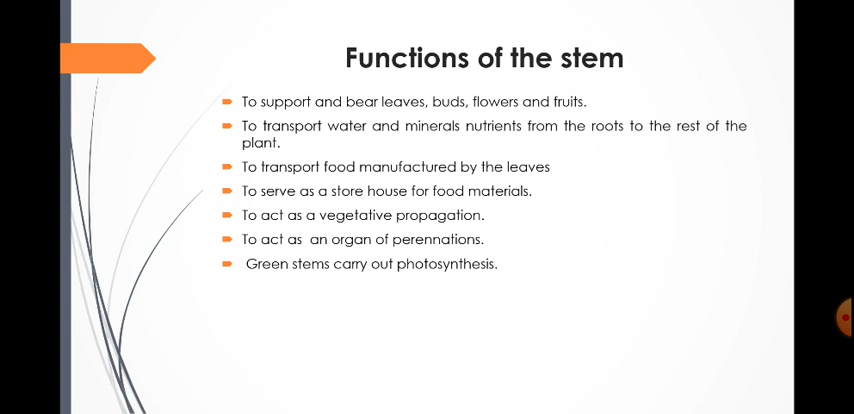 Functions of the stem
To support and bear leaves, buds, flowers and fruits.
To transport water and minerals nutrients from the roots to the rest of the
plant.
To transport food manufactured by the leaves
To serve as a store house for food materials.
To act as a vegetative propagation.
To act as  an organ of perennations.
Green stems carry out photosynthesis.